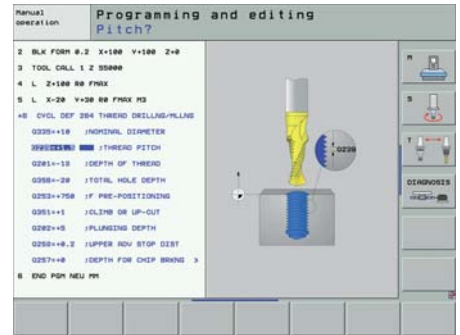 Manual
operation
Programming and editing
Pitch?
2 BLK FORM 0.2 X+100 Y+100 Z+0
3 TOOL CALL 1 Z S5000
4 L Z+100 R0 FMAX
5 L X-20 Y+30 R0 FMAX M3
*6 CYCL DEF 264 THREAD DRILLNG/MLLNG
Q335=+10 ;NOMINAL DIAMETER
;THREAD PITCH
Q201=-18 ;DEPTH OF THREAD
Q356=-20 ;TOTAL HOLE DEPTH
Q253=+750 ;F PRE-POSITIONING
Q351=+1 ;CLIMB OR UP-CUT
Q202=+5 ;PLUNGING DEPTH
Q258=+0.2 ;UPPER ADV STOP DIST
Q257=+0 ;DEPTH FOR CHIP BRKNG >
6 END PGM NEU MM
Q239
M
S
T
DIAGNOSIS